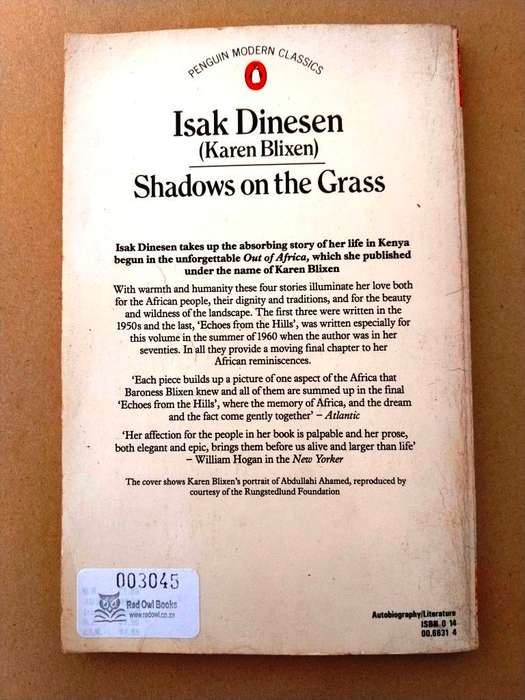 PENGUIN MODERN CLASSICS
Isak Dinesen
(Karen Blixen)
Shadows on the Grass
Isak Dinesen takes up the absorbing story of her life in Kenya
begun in the unforgettable Out of Africa, which she published
under the name of Karen Blixen
With warmth and humanity these four stories illuminate her love both
for the African people, their dignity and traditions, and for the beauty
and wildness of the landscape. The first three were written in the
1950s and the last, ‘Echoes from the Hills’, was written especially for
this volume in the summer of 1960 when the author was in her
seventies. In all they provide a moving final chapter to her
African reminiscences.
‘Each piece builds up a picture of one aspect of the Africa that
Baroness Blixen knew and all of them are summed up in the final
‘Echoes from the Hills’, where the memory of Africa, and the dream
and the fact come gently together’ – Atlantic
‘Her affection for the people in her book is palpable and her prose,
both elegant and epic, brings them before us alive and larger than life’
– William Hogan in the New Yorker
The cover shows Karen Blixen's portrait of Abdullahi Ahamed, reproduced by
courtesy of the Rungstedlund Foundation
003045
Red Owl Books
www.redowl.co.za
Autobiography/Literature
ISBN 0 14
00.6631 4